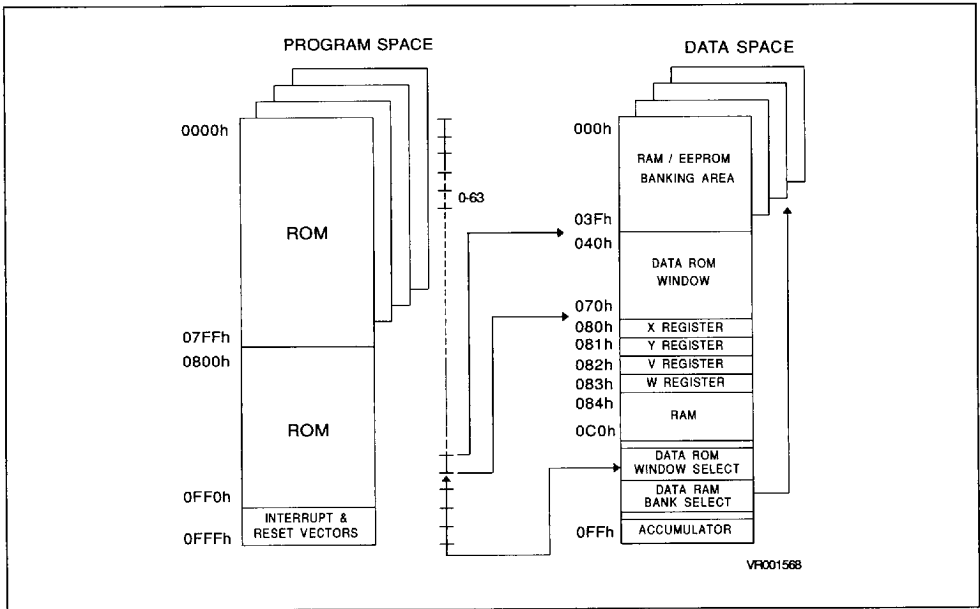 PROGRAM SPACE
0000h
ROM
07FFh
0800h
ROM
0FF0h
INTERRUPT &
RESET VECTORS
0FFFh
0-63
DATA SPACE
000h
RAM / EEPROM
BANKING AREA
03Fh
040h
DATA ROM
WINDOW
070h
080h
X REGISTER
081h
Y REGISTER
082h
V REGISTER
083h
W REGISTER
084h
RAM
0C0h
DATA ROM
WINDOW SELECT
DATA RAM
BANK SELECT
0FFh
ACCUMULATOR
VR001568